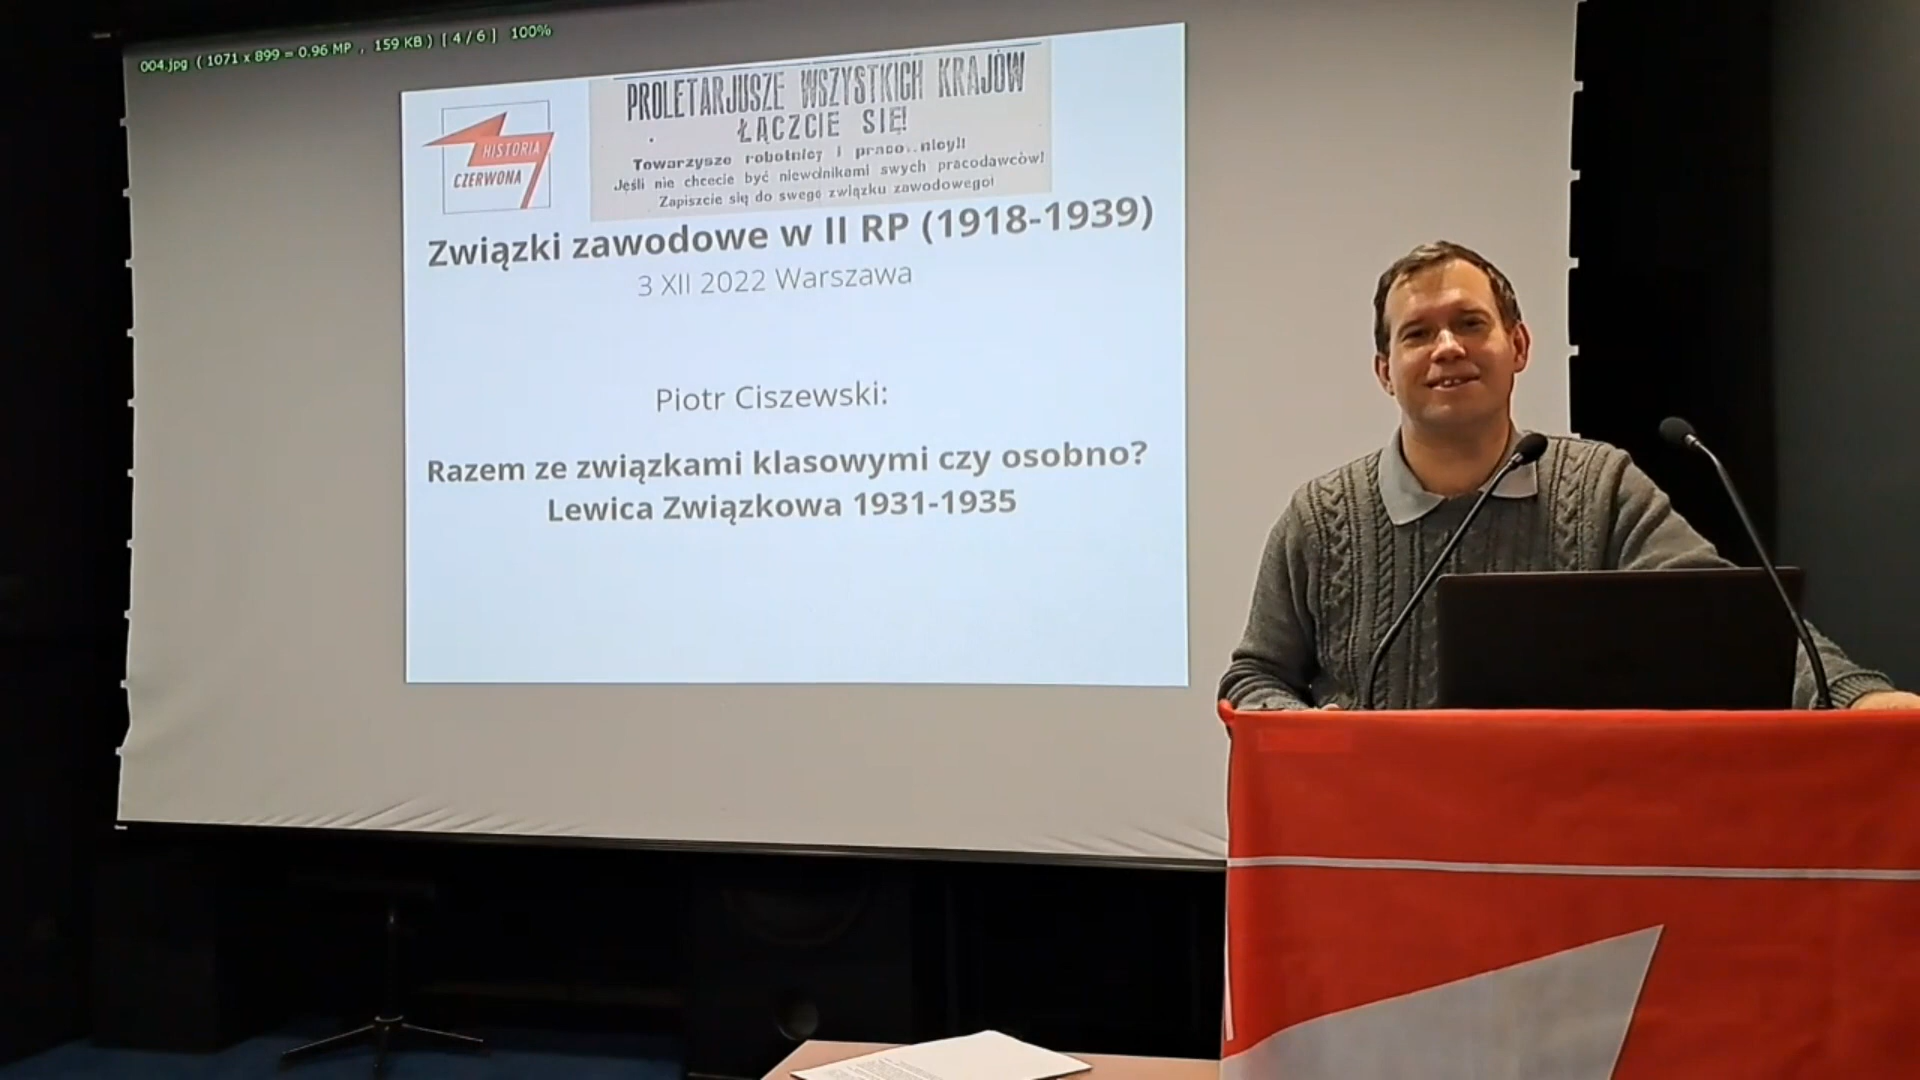 004.jpg ( 1071 x 899 = 0.96 MP , 159 KB ) [ 4 / 6 ] 100%
PROLETARJUSZE WSZYSTKICH KRAJÓW
ŁĄCZCIE SIĘ!
HISTORIA
CZERWONA
Towarzysze robotnicy i
Jeśli nie chcecie być niewolnikami swych pracodawców!
Zapiszcie się do swego związku zawodowego!
Związki zawodowe w II RP (1918-1939)
3 XII 2022 Warszawa
Piotr Ciszewski:
Razem ze związkami klasowymi czy osobno?
Lewica Związkowa 1931-1935